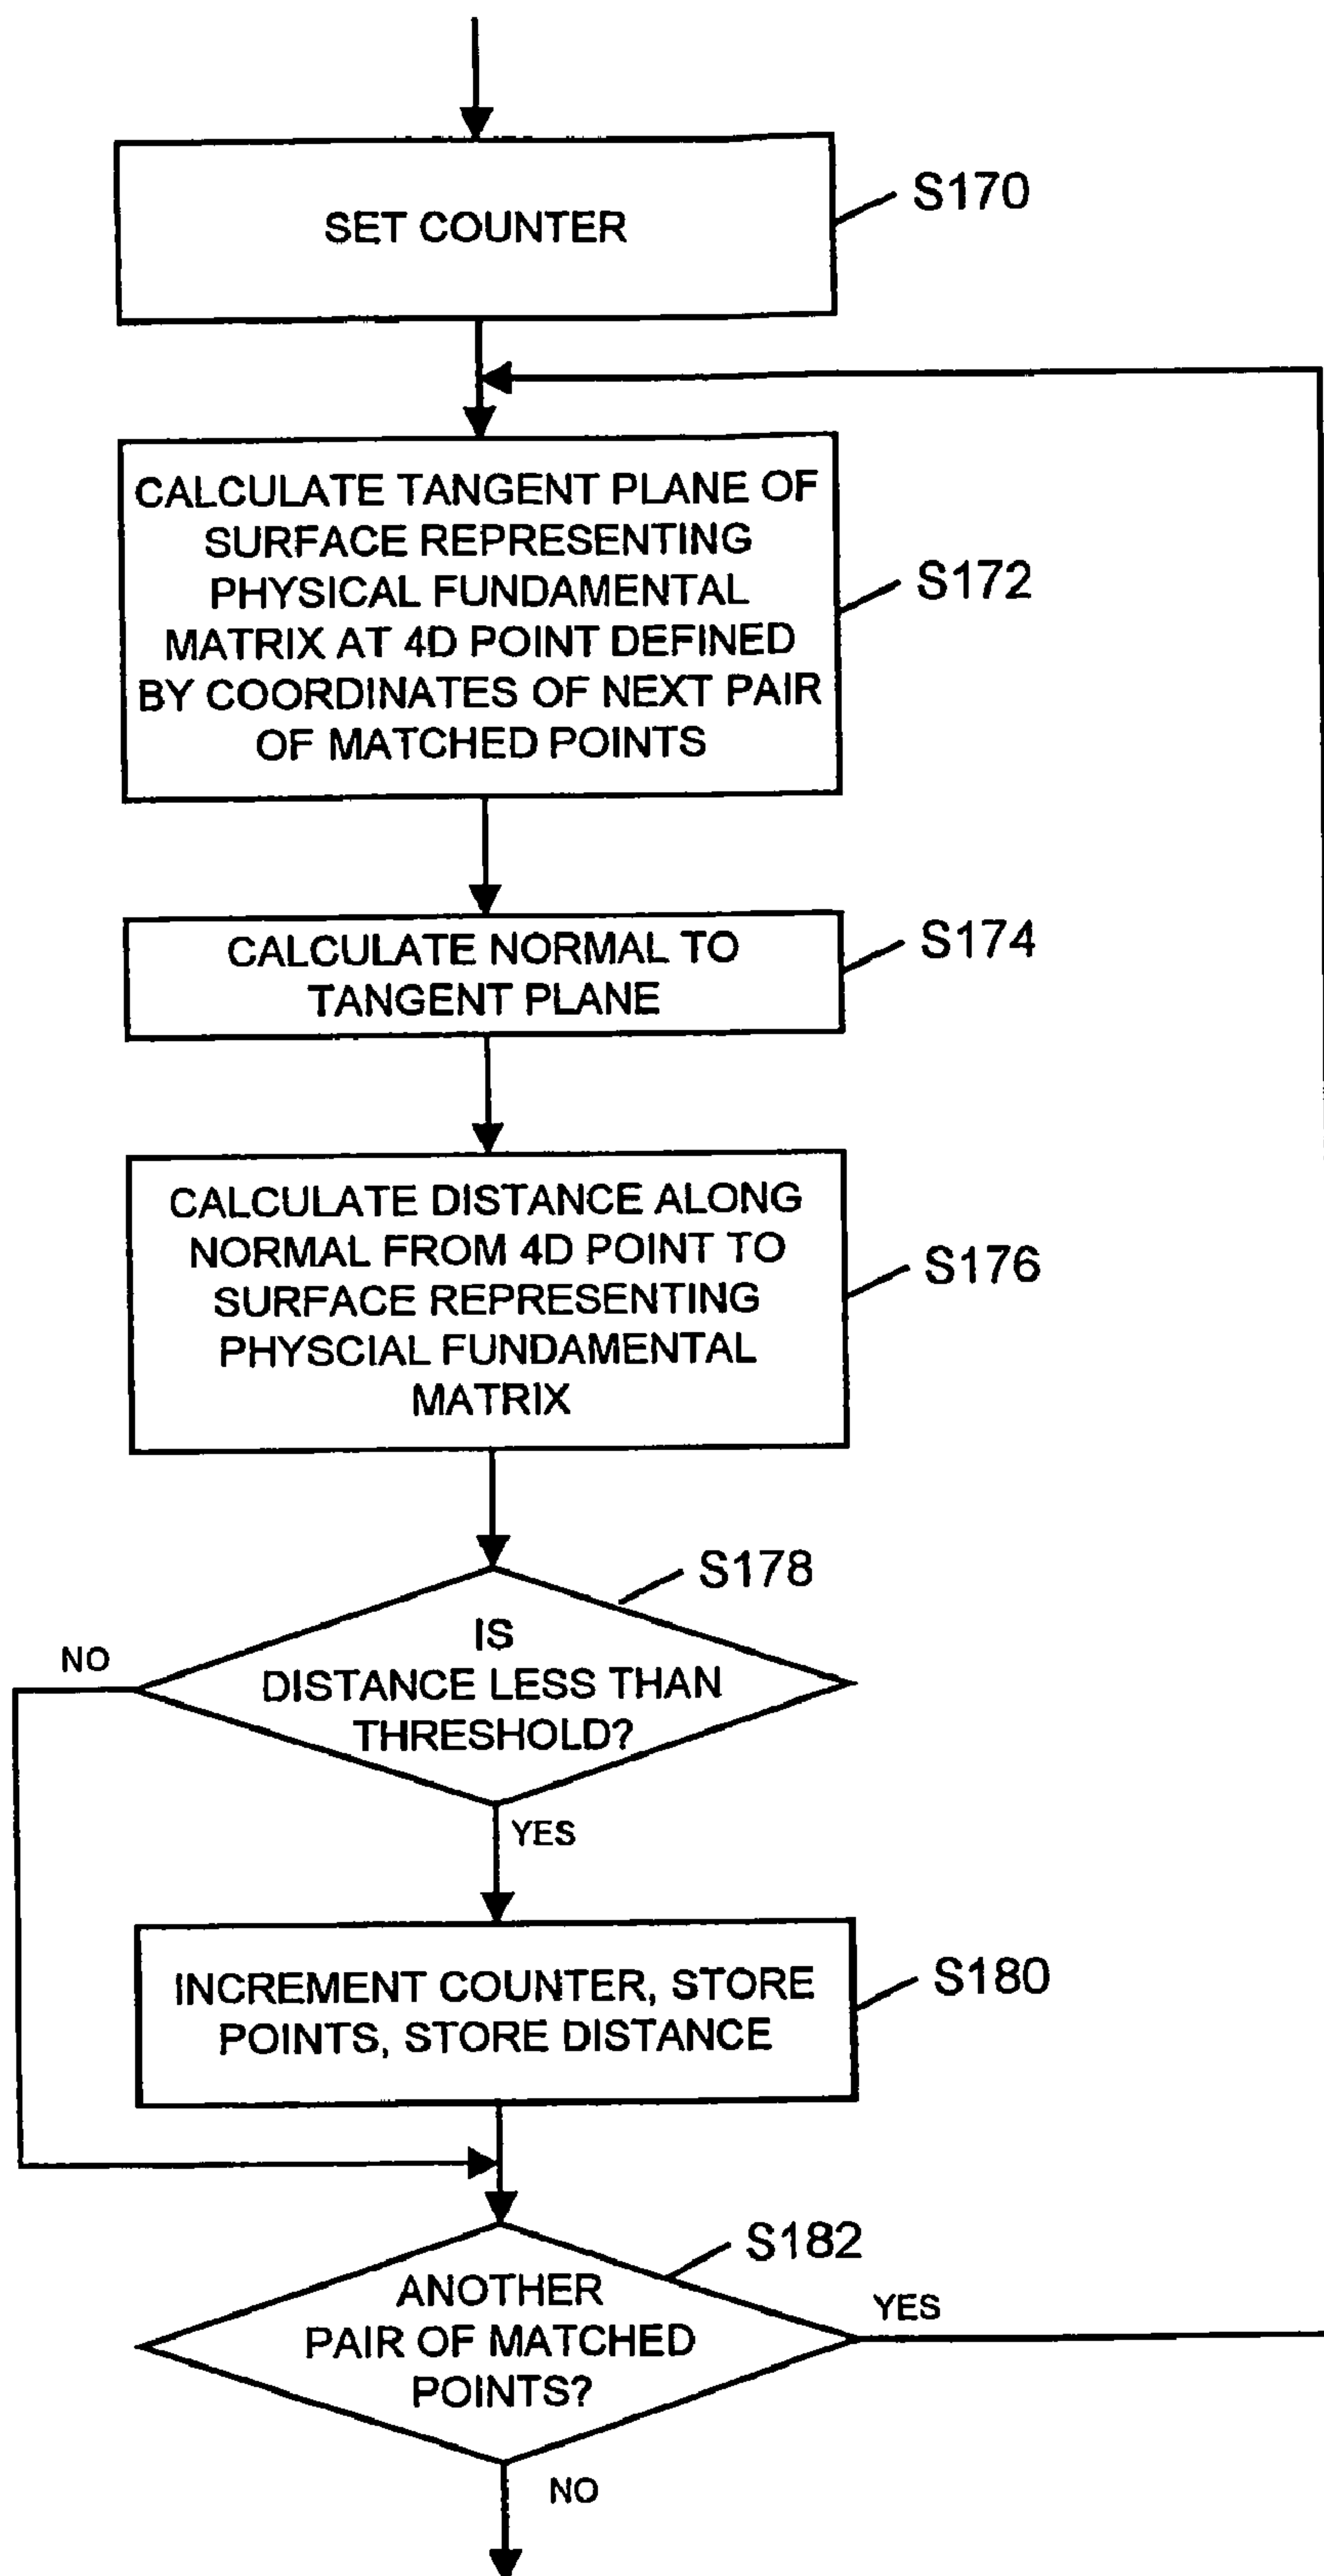 SET COUNTER
S170
CALCULATE TANGENT PLANE OF
SURFACE REPRESENTING
PHYSICAL FUNDAMENTAL
MATRIX AT 4D POINT DEFINED
BY COORDINATES OF NEXT PAIR
OF MATCHED POINTS
S172
CALCULATE NORMAL TO
TANGENT PLANE
S174
CALCULATE DISTANCE ALONG
NORMAL FROM 4D POINT TO
SURFACE REPRESENTING
PHYSCIAL FUNDAMENTAL
MATRIX
S176
S178
IS
DISTANCE LESS THAN
THRESHOLD?
NO
YES
INCREMENT COUNTER, STORE
POINTS, STORE DISTANCE
S180
S182
ANOTHER
PAIR OF MATCHED
POINTS?
YES
NO